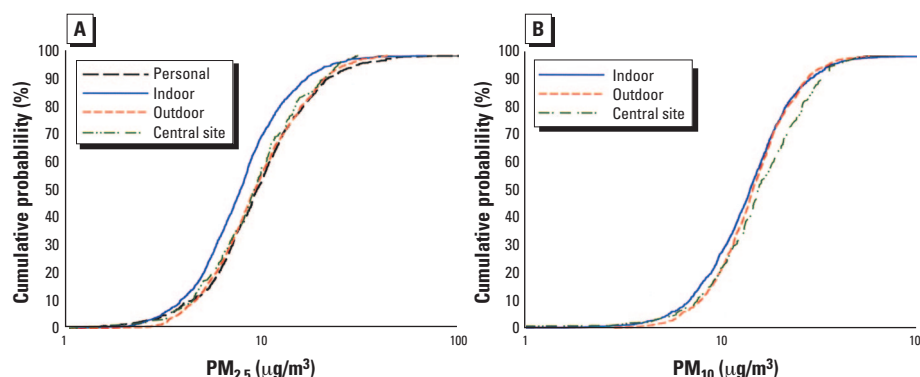 A
Cumulative probability (%)
100
90
80
70
60
50
40
30
20
10
0
Personal
Indoor
Outdoor
Central site
1
10
100
PM2.5 (µg/m³)
B
Cumulative probability (%)
100
90
80
70
60
50
40
30
20
10
0
Indoor
Outdoor
Central site
1
10
10
PM10 (µg/m³)